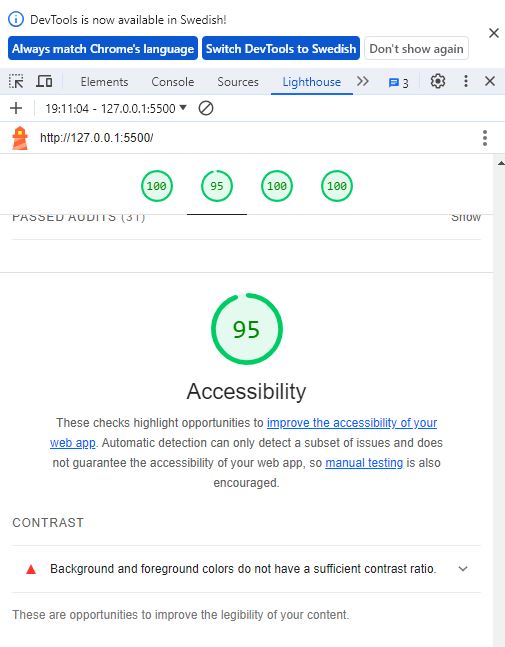 DevTools is now available in Swedish!
Always match Chrome's language Switch DevTools to Swedish Don't show again
Elements Console Sources Lighthouse 3
19:11:04 - 127.0.0.1:5500
http://127.0.0.1:5500/
100 95 100 100
PASSED AUDITS (31) Show
95
Accessibility
These checks highlight opportunities to improve the accessibility of your
web app. Automatic detection can only detect a subset of issues and does
not guarantee the accessibility of your web app, so manual testing is also
encouraged.
CONTRAST
Background and foreground colors do not have a sufficient contrast ratio.
These are opportunities to improve the legibility of your content.